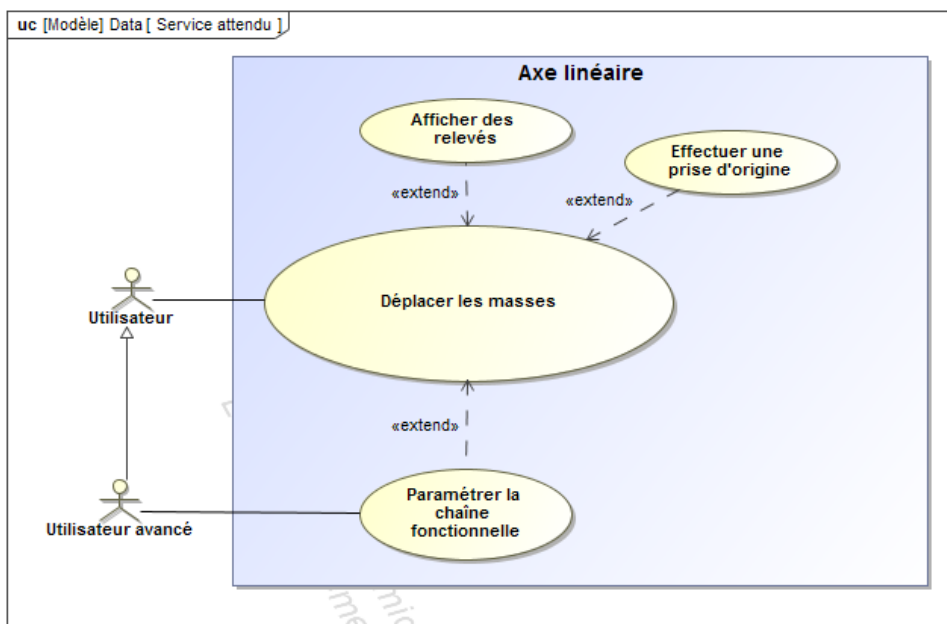 uc [Modèle] Data [ Service attendu ]
Axe linéaire
Afficher des
relevés
Effectuer une
prise d'origine
«extend»
«extend»
Déplacer les masses
Utilisateur
«extend»
Paramétrer la
chaîne
fonctionnelle
Utilisateur avancé